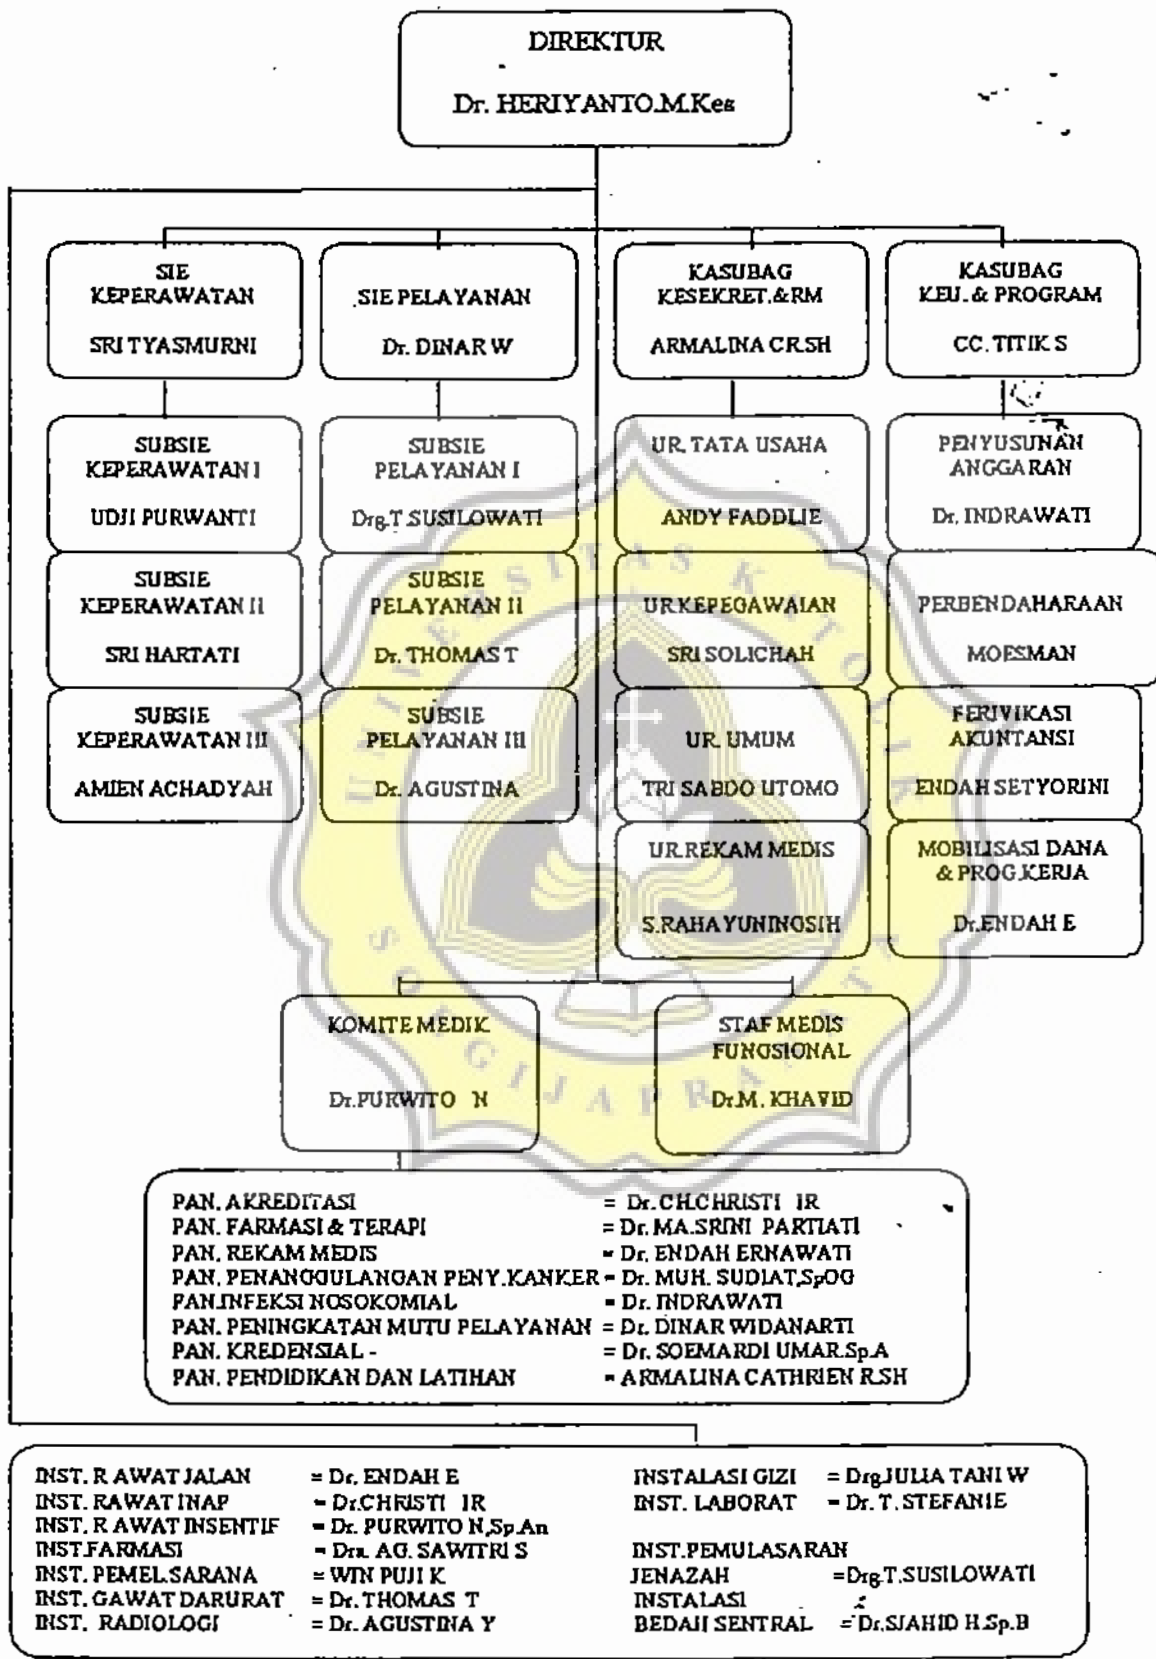 DIREKTUR
Dr. HERIYANTO.M.Kes
SIE
KEPERAWATAN
SRI TYASMURNI
SIE PELAYANAN
Dr. DINAR W
KASUBAG
KESEKRET.&RM
ARMALINA CR.SH
KASUBAG
KEU. & PROGRAM
CC. TITIK S
SUBSIE
KEPERAWATAN I
UDJI PURWANTI
SUBSIE
PELAYANAN I
Drg.T.SUSILOWATI
UR. TATA USAHA
ANDY FADDLIE
PENYUSUNAN
ANGGARAN
Dr. INDRAWATI
SUBSIE
KEPERAWATAN II
SRI HARTATI
SUBSIE
PELAYANAN II
Dr. THOMAS T
UR.KEPEGAWAIAN
SRI SOLICHAH
PERBENDAHARAAN
MOESMAN
SUBSIE
KEPERAWATAN III
AMIEN ACHADYAH
SUBSIE
PELAYANAN III
Dr. AGUSTINA
UR. UMUM
TRI SABDO UTOMO
FERIVIKASI
AKUNTANSI
ENDAH SETYORINI
UR.REKAM MEDIS
S.RAHAYUNINGSIH
MOBILISASI DANA
& PROG.KERJA
Dr.ENDAH E
UNIVERSITAS KATOLIK
SOEGIJAPRANATA
KOMITE MEDIK
Dr.PURWITO N
STAF MEDIS
FUNGSIONAL
Dr.M. KHAVID
PAN. AKREDITASI = Dr. CH.CHRISTI IR
PAN. FARMASI & TERAPI = Dr. MA.SRINI PARTIATI
PAN. REKAM MEDIS = Dr. ENDAH ERNAWATI
PAN. PENANGGULANGAN PENY.KANKER = Dr. MUH. SUDIAT,SpOG
PAN.INFEKSI NOSOKOMIAL = Dr. INDRAWATI
PAN. PENINGKATAN MUTU PELAYANAN = Dr. DINAR WIDANARTI
PAN. KREDENSIAL - = Dr. SOEMARDI UMAR.Sp.A
PAN. PENDIDIKAN DAN LATIHAN = ARMALINA CATHRIEN R.SH
INST. RAWAT JALAN = Dr. ENDAH E INSTALASI GIZI = Drg.JULIA TANI W
INST. RAWAT INAP = Dr.CHRISTI IR INST. LABORAT = Dr. T. STEFANIE
INST. RAWAT INSENTIF = Dr. PURWITO N,Sp.An
INST.FARMASI = Dra. AG. SAWITRI S INST.PEMULASARAN
INST. PEMEL.SARANA = WIN PUJI K JENAZAH =Drg.T.SUSILOWATI
INST. GAWAT DARURAT = Dr. THOMAS T INSTALASI
INST. RADIOLOGI = Dr. AGUSTINA Y BEDAH SENTRAL = Dr.SJAHID H.Sp.B